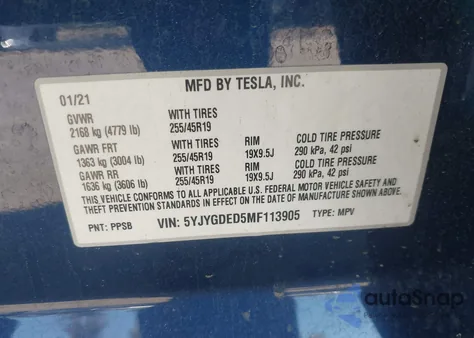 MFD BY TESLA, INC.
01/21
GVWR WITH TIRES
2168 kg (4779 lb) 255/45R19
GAWR FRT WITH TIRES RIM COLD TIRE PRESSURE
1363 kg (3004 lb) 255/45R19 19X9.5J 290 kPa, 42 psi
GAWR RR WITH TIRES RIM COLD TIRE PRESSURE
1636 kg (3606 lb) 255/45R19 19X9.5J 290 kPa, 42 psi
THIS VEHICLE CONFORMS TO ALL APPLICABLE U.S. FEDERAL MOTOR VEHICLE SAFETY AND
THEFT PREVENTION STANDARDS IN EFFECT ON THE DATE OF MANUFACTURE SHOWN ABOVE.
PNT: PPSB VIN: 5YJYGDED5MF113905 TYPE: MPV
autoSnap